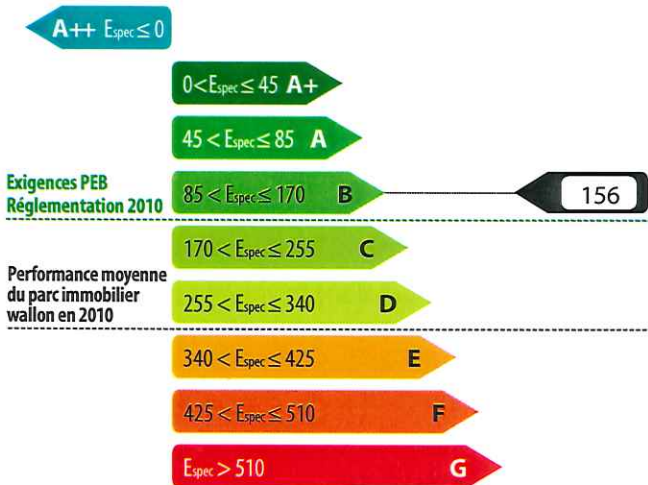 A++ Espec ≤ 0
0 < Espec ≤ 45 A+
45 < Espec ≤ 85 A
Exigences PEB
Réglementation 2010
85 < Espec ≤ 170 B
156
170 < Espec ≤ 255 C
Performance moyenne
du parc immobilier
wallon en 2010
255 < Espec ≤ 340 D
340 < Espec ≤ 425 E
425 < Espec ≤ 510 F
Espec > 510 G